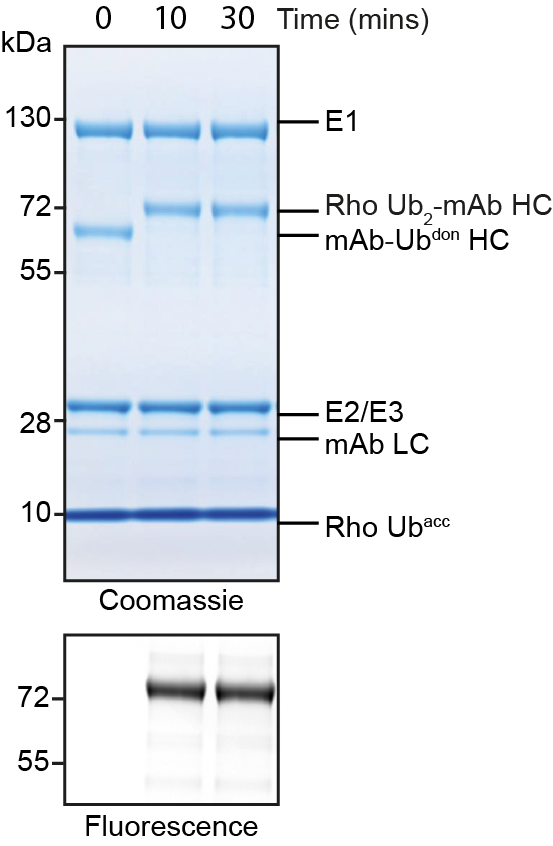 0 10 30 Time (mins)
kDa
130 E1
72 Rho Ub2-mAb HC
mAb-Ubdon HC
55
28 E2/E3
mAb LC
10 Rho Ubacc
Coomassie
72
55
Fluorescence